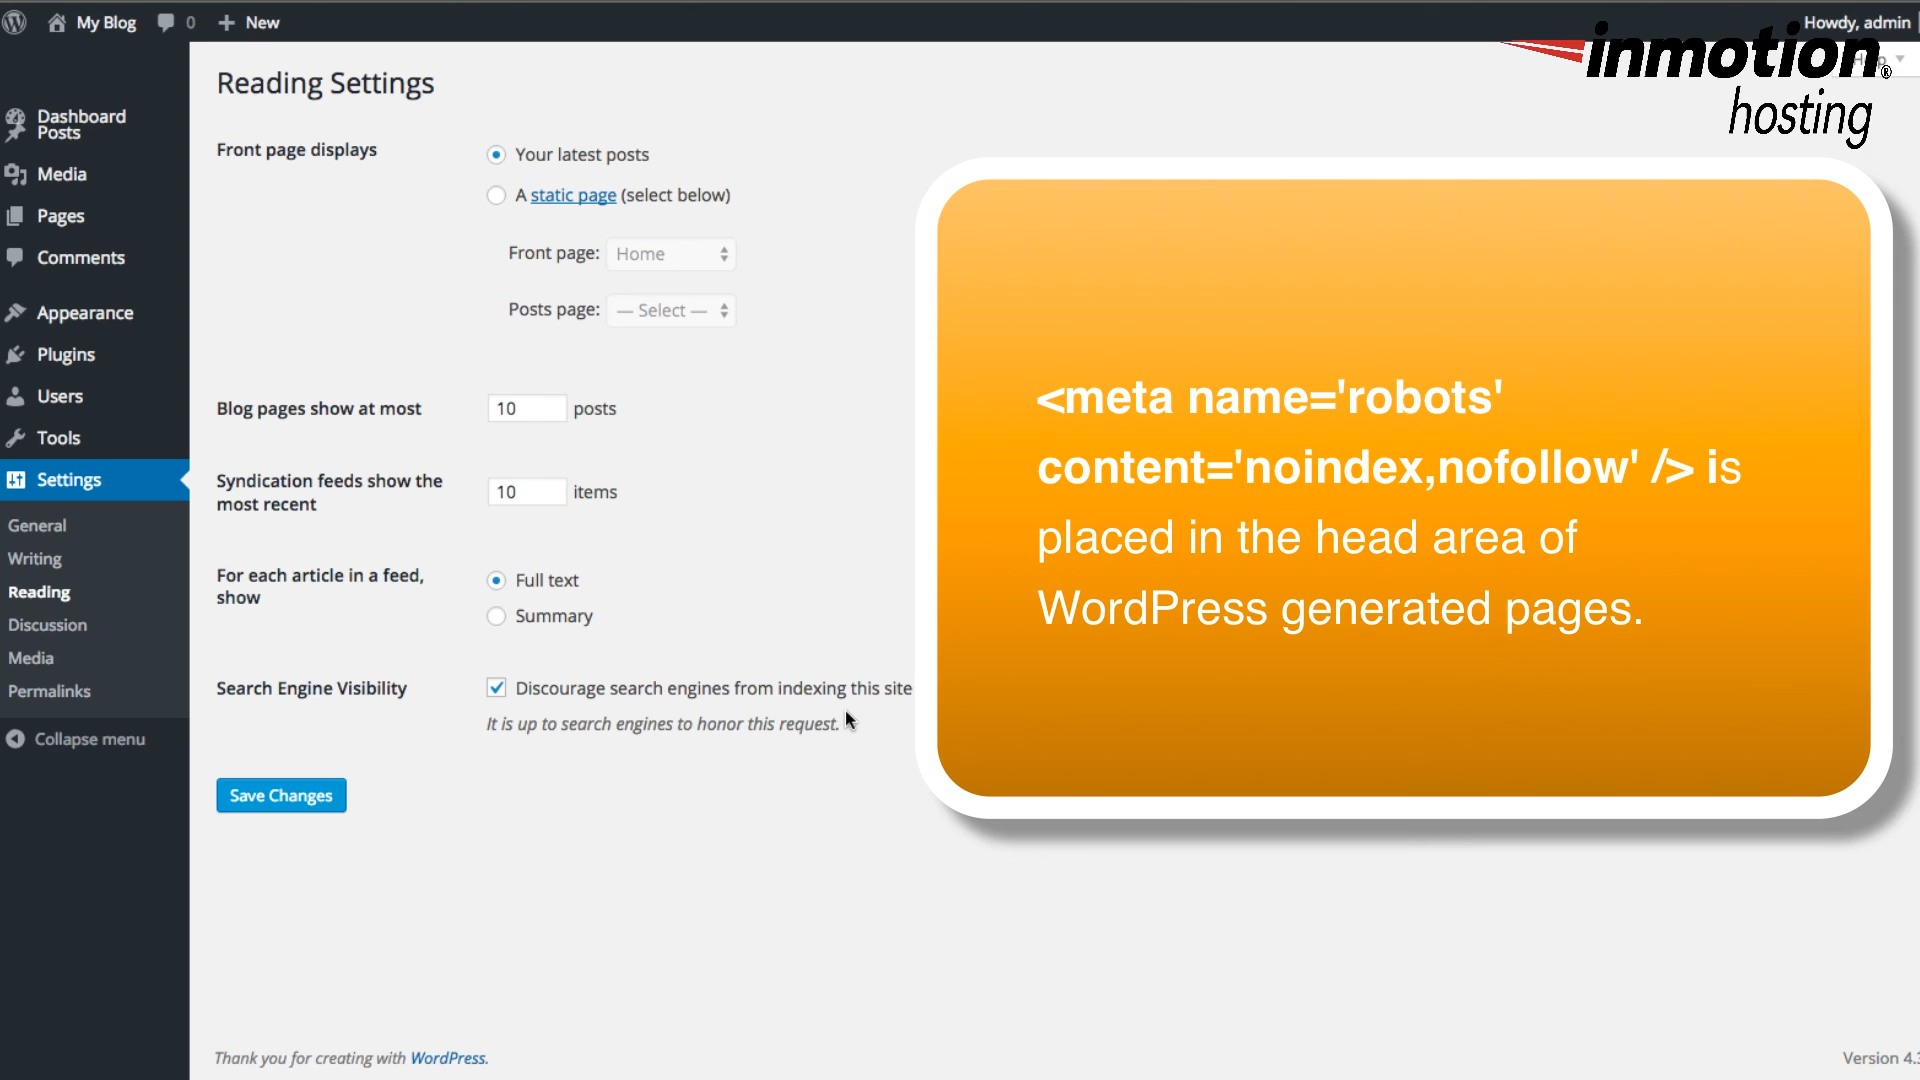 My Blog
0
New
Howdy, admin
inmotion®
hosting
Dashboard
Posts
Media
Pages
Comments
Appearance
Plugins
Users
Tools
Settings
General
Writing
Reading
Discussion
Media
Permalinks
Collapse menu
Reading Settings
Front page displays
Your latest posts
A static page (select below)
Front page: Home
Posts page: — Select —
Blog pages show at most 10 posts
Syndication feeds show the
most recent
10 items
For each article in a feed,
show
Full text
Summary
Search Engine Visibility
Discourage search engines from indexing this site
It is up to search engines to honor this request.
Save Changes
<meta name='robots'
content='noindex,nofollow' /> is
placed in the head area of
WordPress generated pages.
Thank you for creating with WordPress.
Version 4.